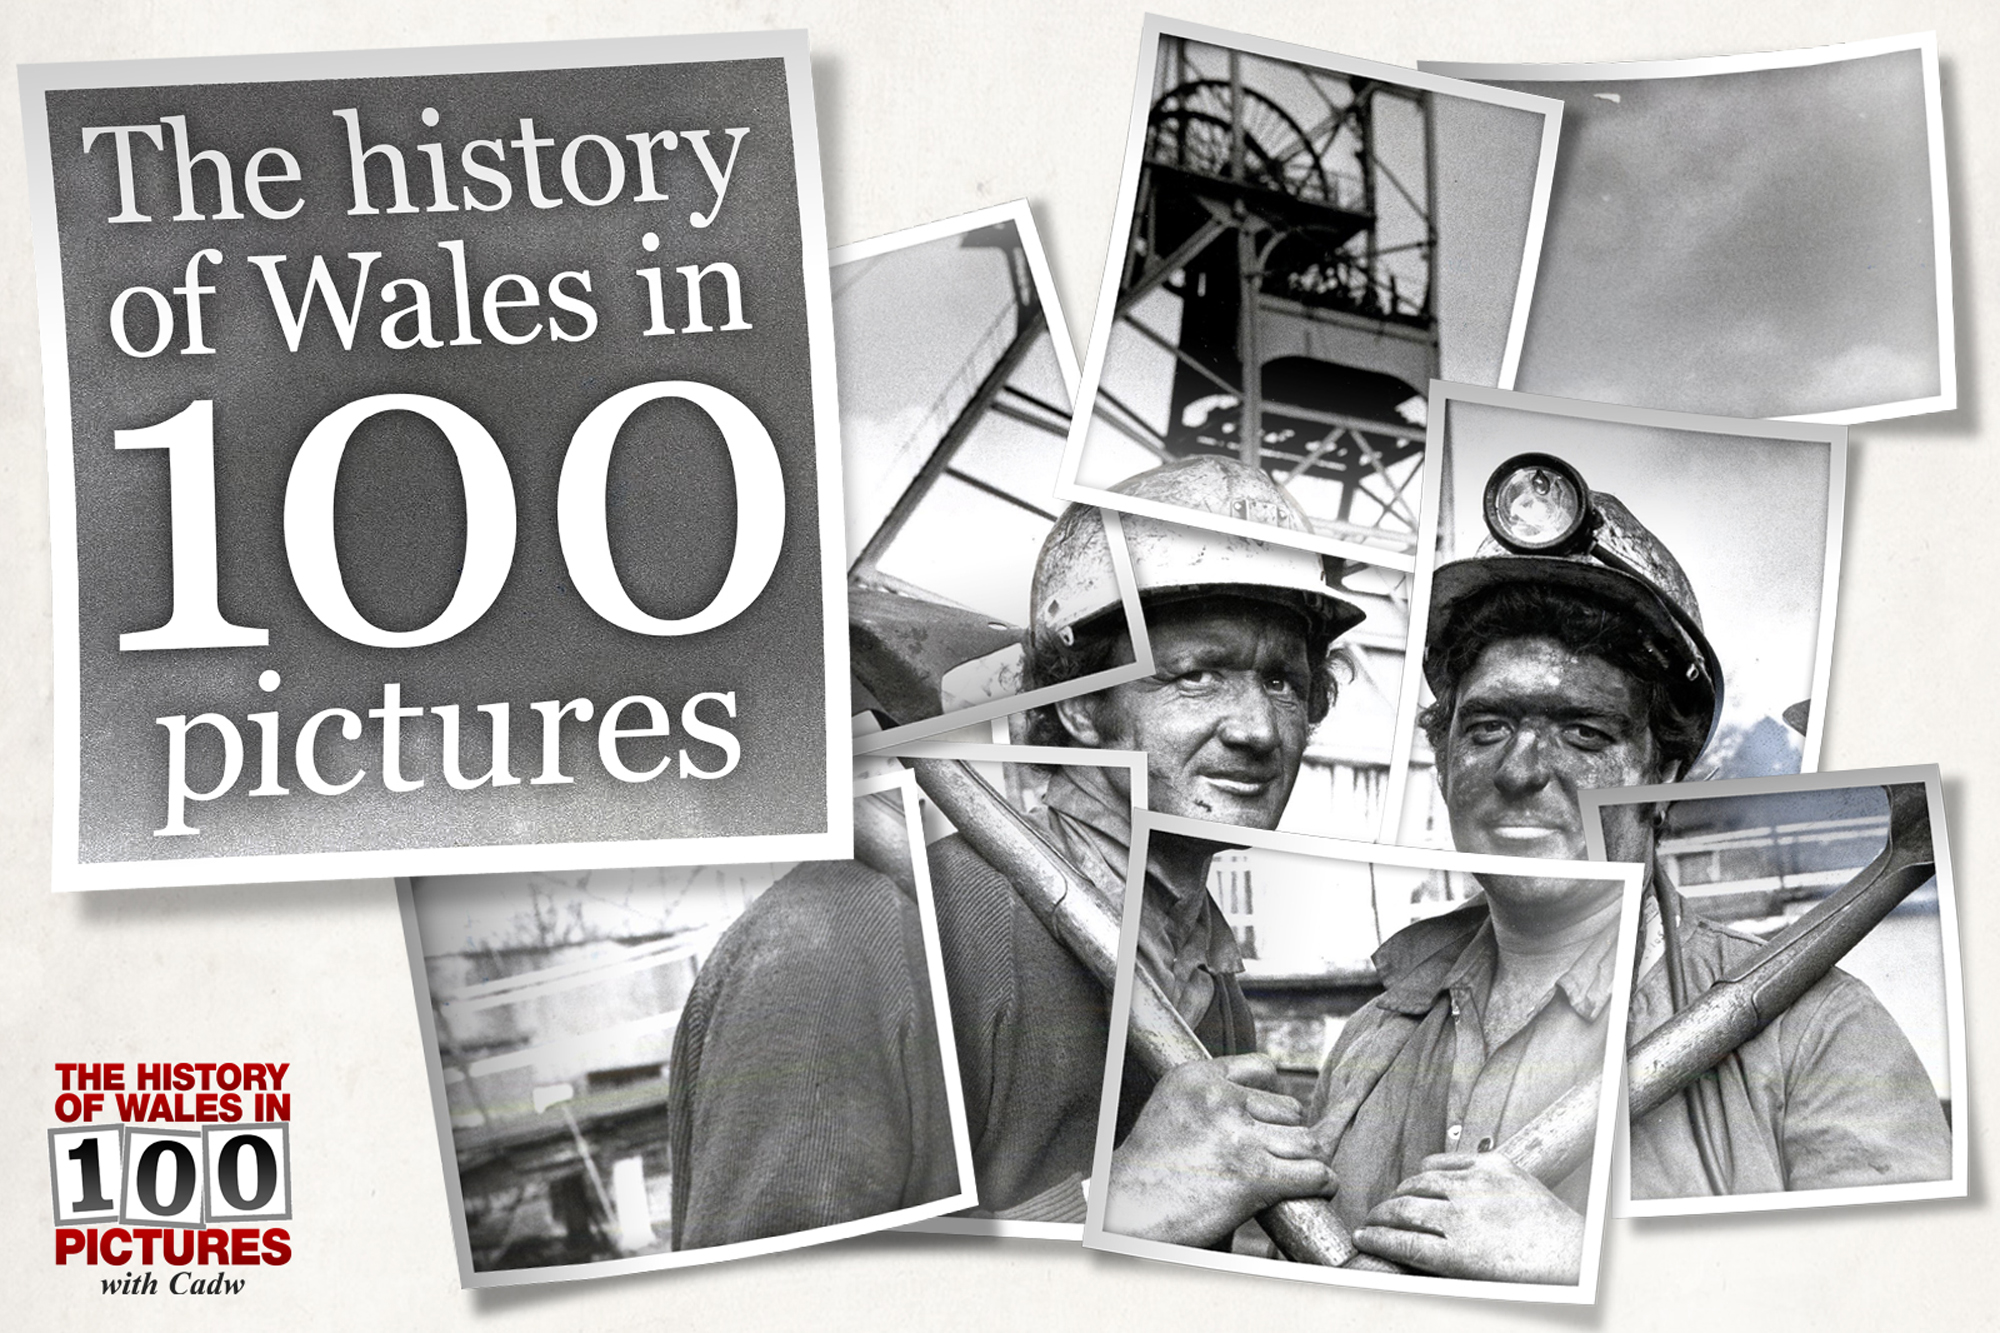 The history
of Wales in
100
pictures
THE HISTORY
OF WALES IN
100
PICTURES
with Cadw